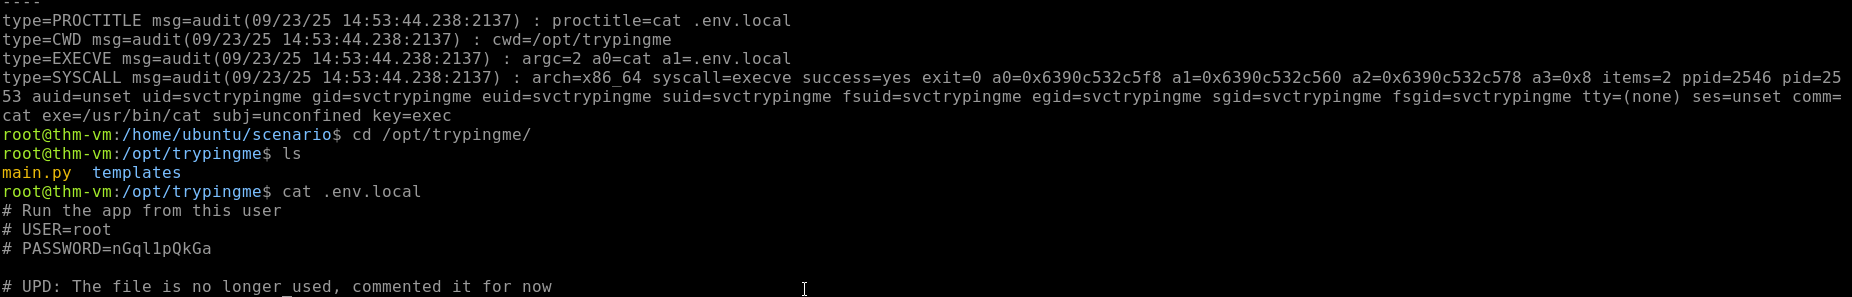 ----
type=PROCTITLE msg=audit(09/23/25 14:53:44.238:2137) : proctitle=cat .env.local
type=CWD msg=audit(09/23/25 14:53:44.238:2137) : cwd=/opt/trypingme
type=EXECVE msg=audit(09/23/25 14:53:44.238:2137) : argc=2 a0=cat a1=.env.local
type=SYSCALL msg=audit(09/23/25 14:53:44.238:2137) : arch=x86_64 syscall=execve success=yes exit=0 a0=0x6390c532c5f8 a1=0x6390c532c560 a2=0x6390c532c578 a3=0x8 items=2 ppid=2546 pid=25
53 auid=unset uid=svctrypingme gid=svctrypingme euid=svctrypingme suid=svctrypingme fsuid=svctrypingme egid=svctrypingme sgid=svctrypingme fsgid=svctrypingme tty=(none) ses=unset comm=
cat exe=/usr/bin/cat subj=unconfined key=exec
root@thm-vm:/home/ubuntu/scenario$ cd /opt/trypingme/
root@thm-vm:/opt/trypingme$ ls
main.py  templates
root@thm-vm:/opt/trypingme$ cat .env.local
# Run the app from this user
# USER=root
# PASSWORD=nGql1pQkGa

# UPD: The file is no longer used, commented it for now